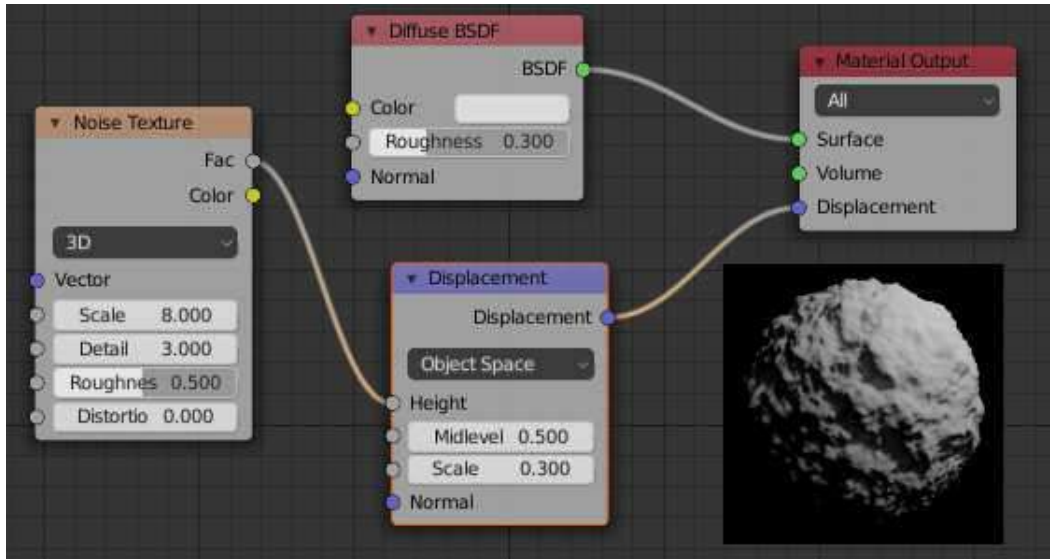 Noise Texture
Fac
Color
3D
Vector
Scale 8.000
Detail 3.000
Roughnes 0.500
Distortio 0.000
Diffuse BSDF
BSDF
Color
Roughness 0.300
Normal
Displacement
Displacement
Object Space
Height
Midlevel 0.500
Scale 0.300
Normal
Material Output
All
Surface
Volume
Displacement